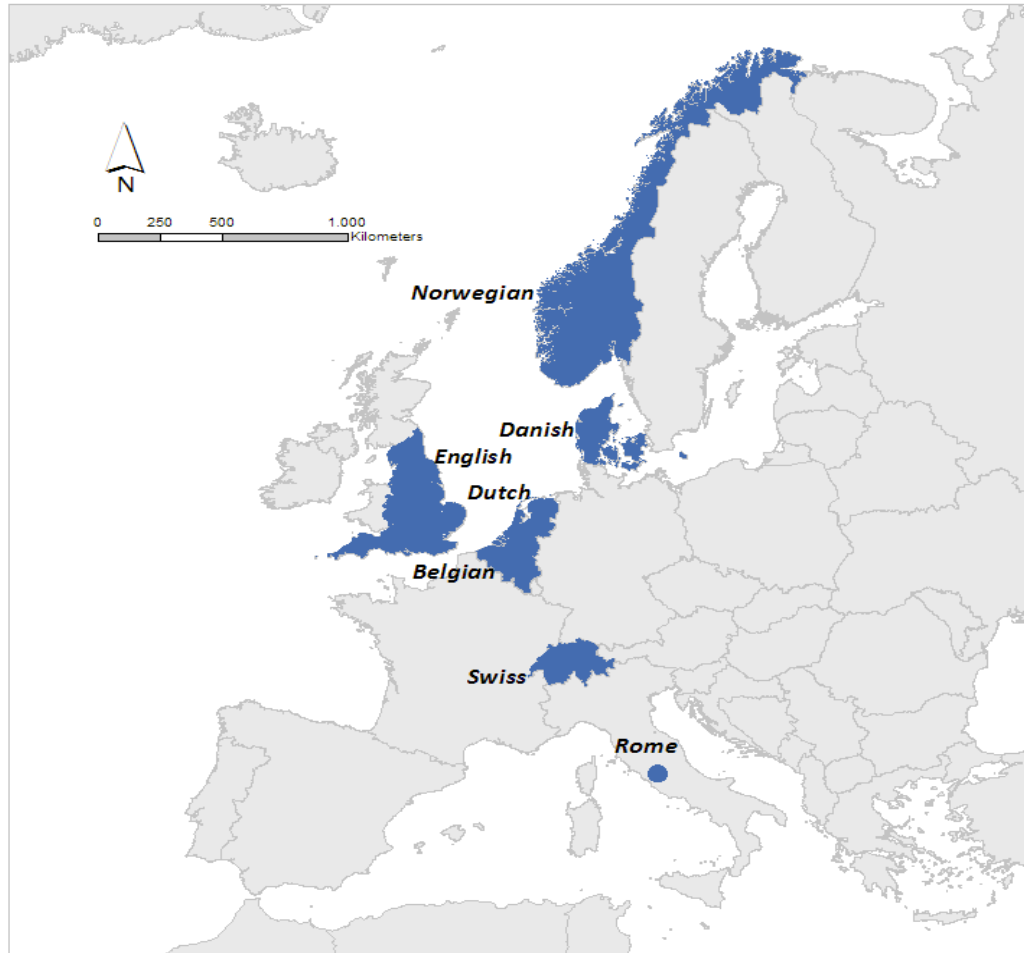 N
0 250 500 1.000
Kilometers
Norwegian
Danish
English
Dutch
Belgian
Swiss
Rome